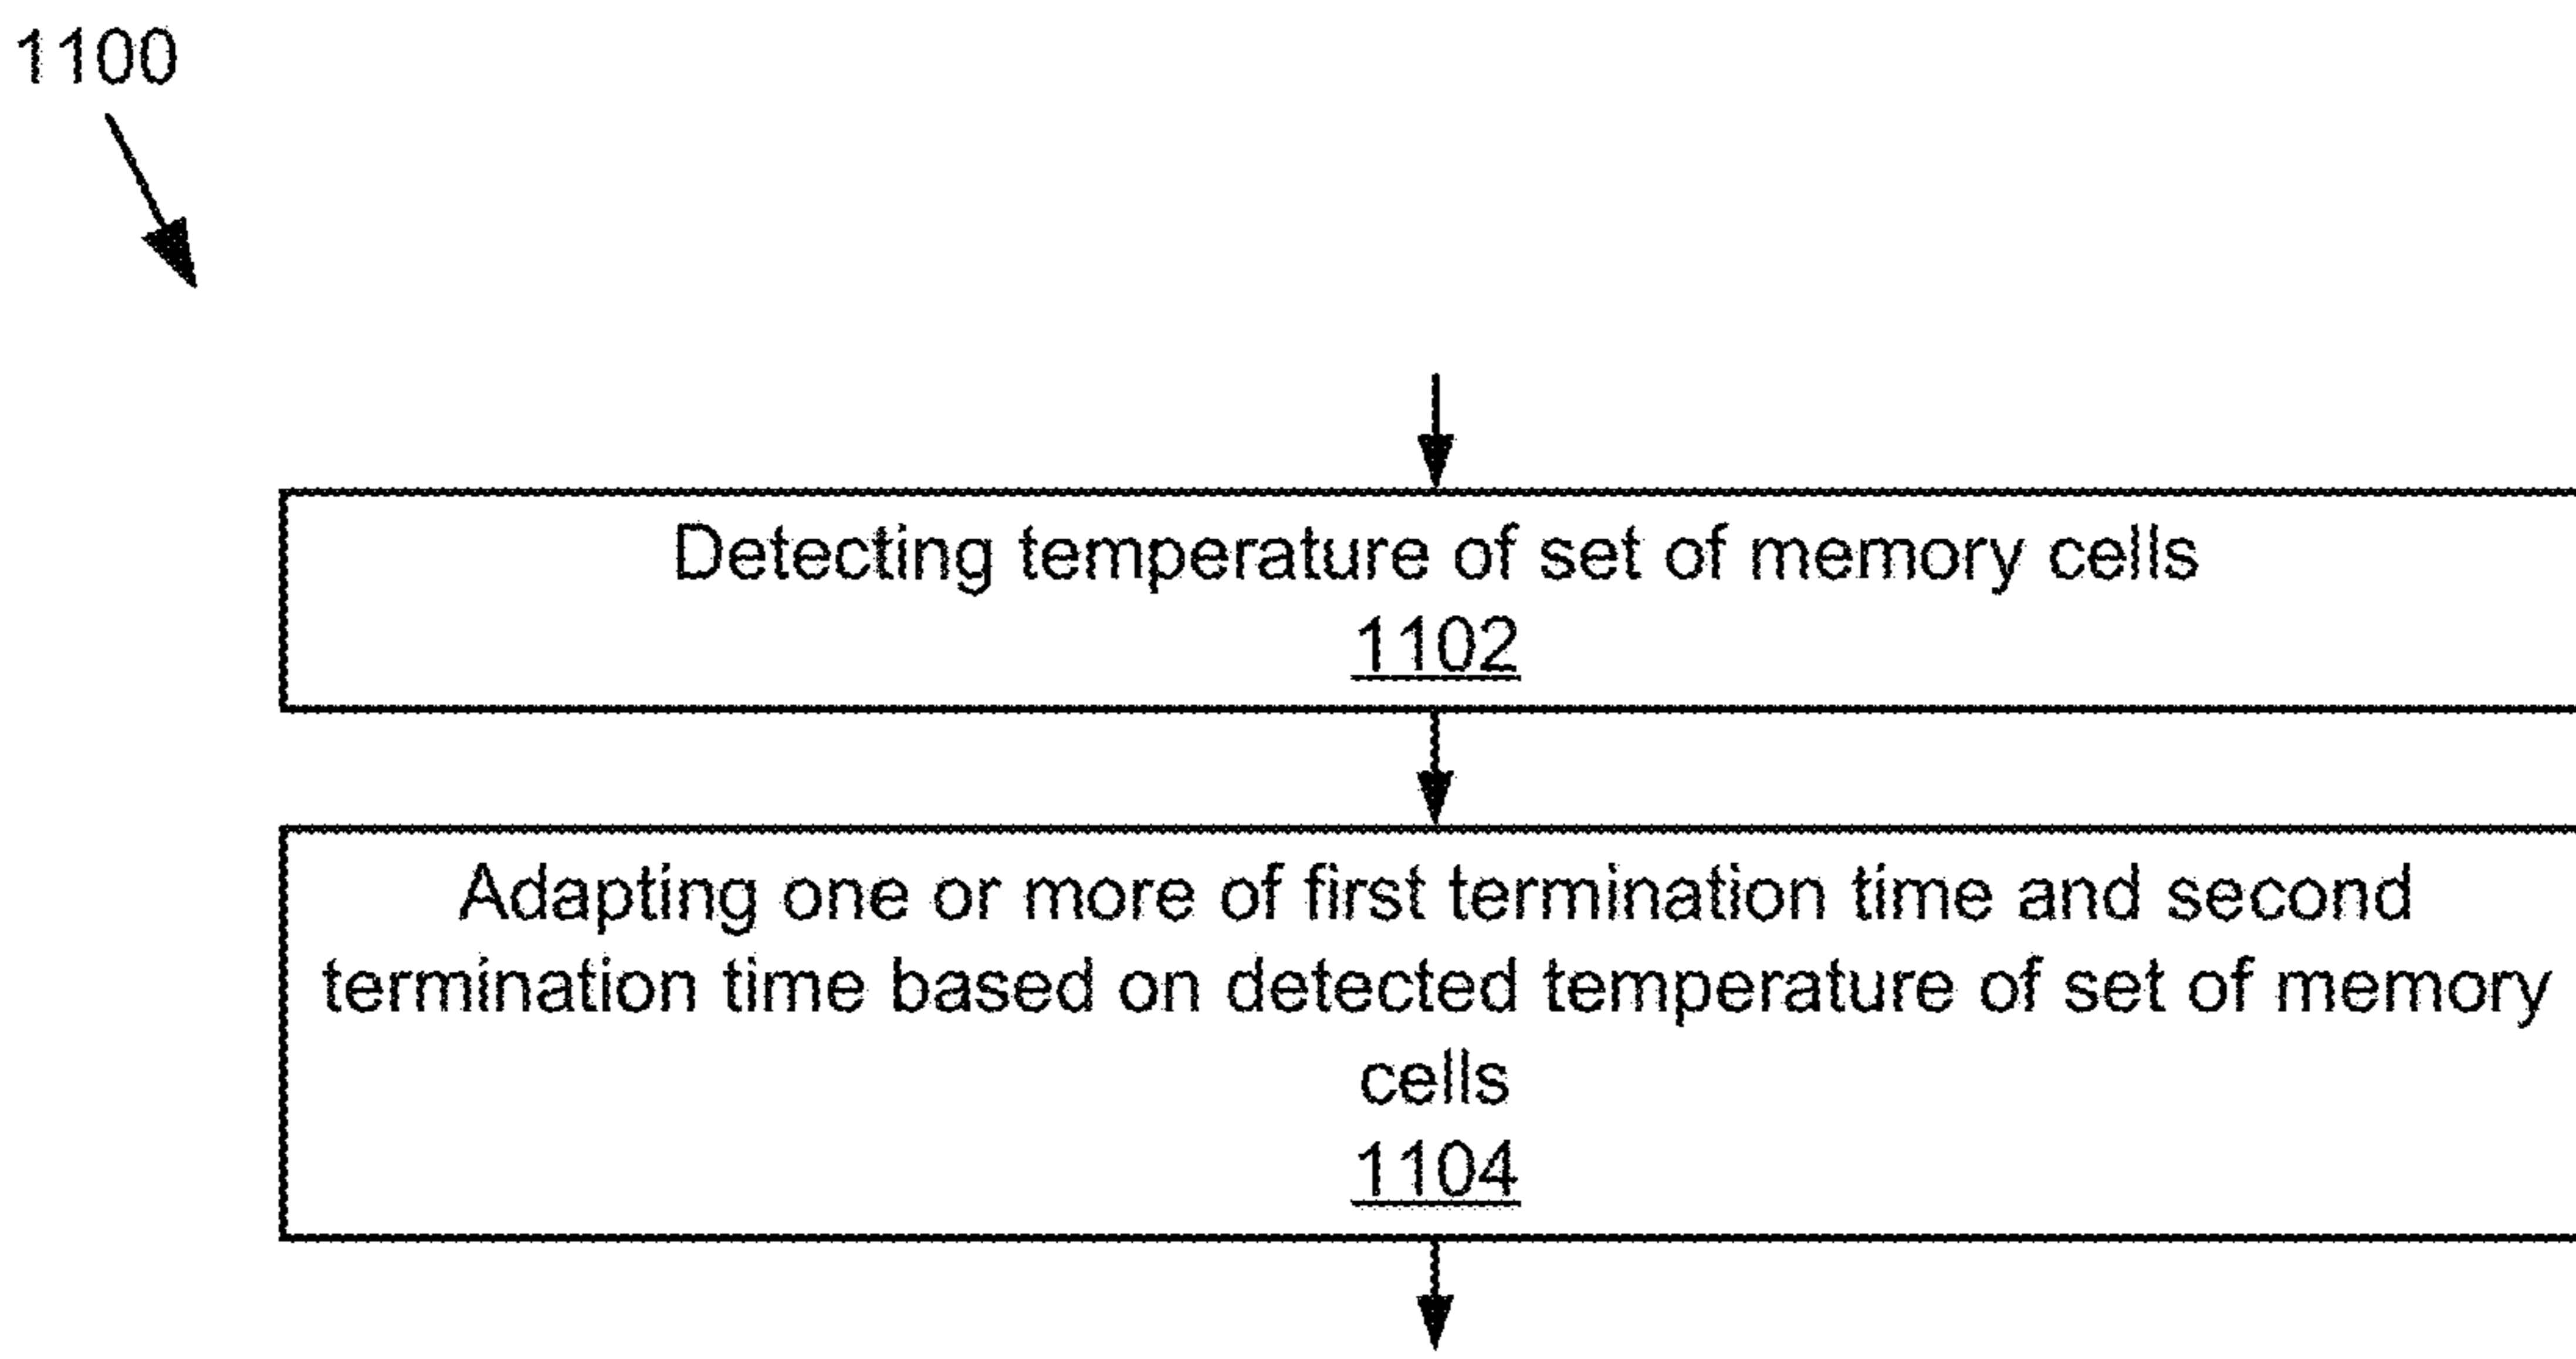 1100
Detecting temperature of set of memory cells
1102
Adapting one or more of first termination time and second
termination time based on detected temperature of set of memory
cells
1104